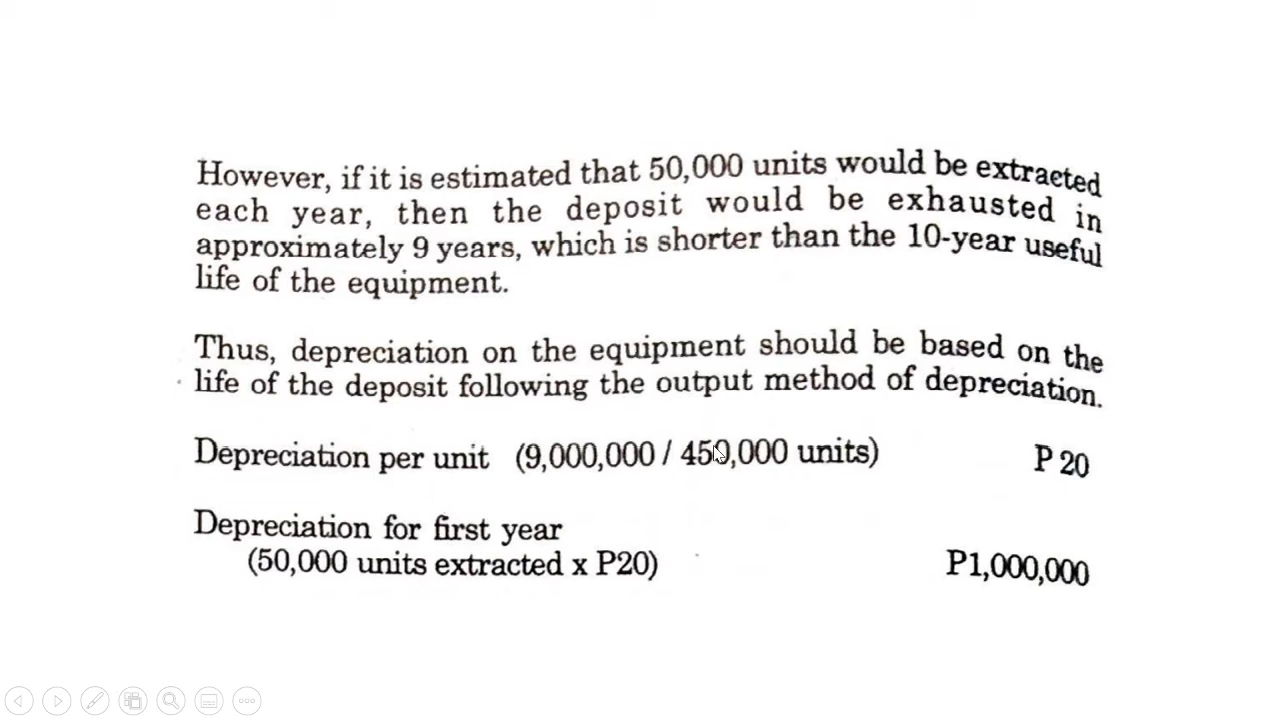 However, if it is estimated that 50,000 units would be extracted
each year, then the deposit would be exhausted in
approximately 9 years, which is shorter than the 10-year useful
life of the equipment.
Thus, depreciation on the equipment should be based on the
life of the deposit following the output method of depreciation.
Depreciation per unit (9,000,000 / 450,000 units) P 20
Depreciation for first year
(50,000 units extracted x P20) P1,000,000